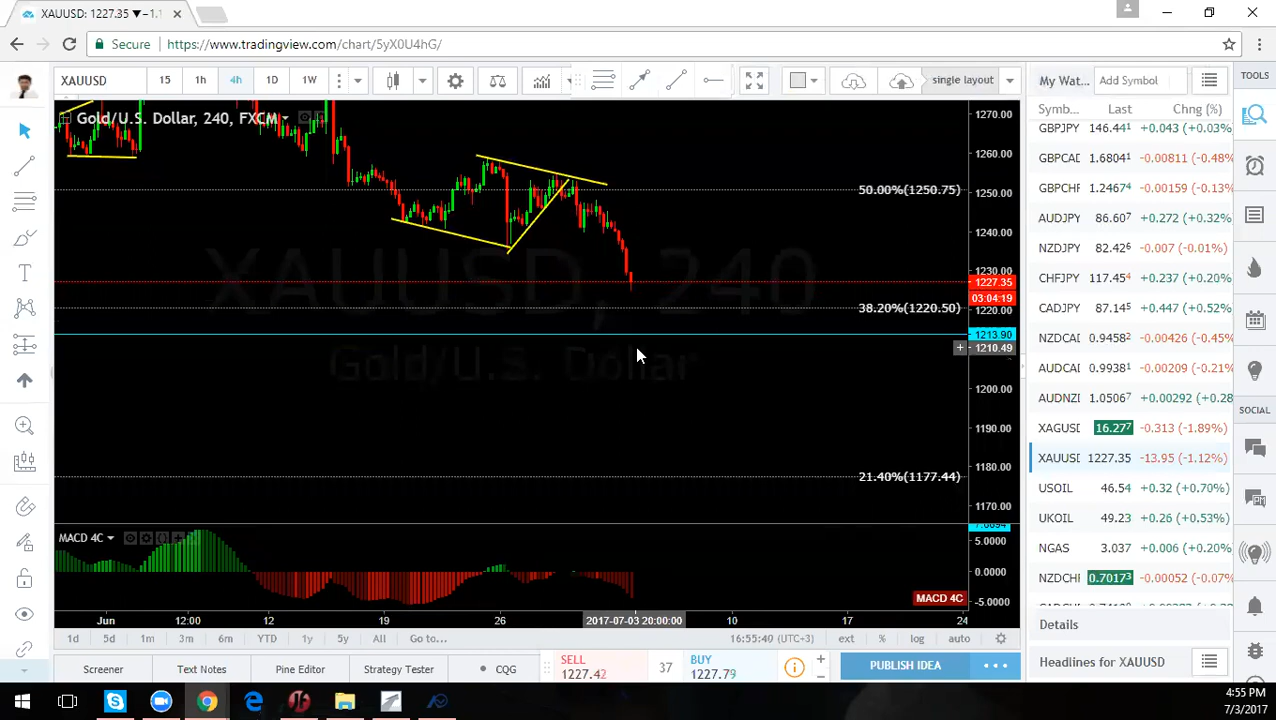 XAUUSD: 1227.35 ▼−1.1
Secure | https://www.tradingview.com/chart/5yX0U4hG/
XAUUSD 15 1h 4h 1D 1W single layout
My Wat Add Symbol TOOLS
Symb... Last Chng (%)
Gold/U.S. Dollar, 240, FXCM
XAUUSD, 240
Gold/U.S. Dollar
50.00%(1250.75)
38.20%(1220.50)
21.40%(1177.44)
1270.00
1260.00
1250.00
1240.00
1230.00
1227.35
03:04:19
1220.00
1213.90
1210.49
1200.00
1190.00
1180.00
1170.00
GBPJPY 146.44¹ +0.043 (+0.03%
GBPCAD 1.6804¹ -0.00811 (-0.48%
GBPCHF 1.2467⁴ -0.00161 (-0.13%
AUDJPY 86.60⁷ +0.272 (+0.32%
NZDJPY 82.42⁶ -0.007 (-0.01%)
CHFJPY 117.45⁴ +0.237 (+0.20%
CADJPY 87.14⁵ +0.447 (+0.52%
NZDCA 0.9458² -0.00426 (-0.45%
AUDCA 0.9938¹ -0.00209 (-0.21%
AUDNZI 1.0506⁷ +0.00292 (+0.28
XAGUSD 16.27⁷ -0.313 (-1.89%)
XAUUSD 1227.35 -13.95 (-1.12%)
USOIL 46.54 +0.32 (+0.70%)
UKOIL 49.23 +0.26 (+0.53%)
NGAS 3.037 +0.006 (+0.20%)
NZDCHF 0.7017³ -0.00052 (-0.07%
SOCIAL
Details
Headlines for XAUUSD
MACD 4C
5.0000
0.0000
-5.0000
MACD 4C
Jun 12:00 12 19 26 2017-07-03 20:00:00 10 17 24
1d 5d 1m 3m 6m YTD 1y 5y All Go to... 16:55:40 (UTC+3) ext % log auto
Screener Text Notes Pine Editor Strategy Tester CQG
SELL 1227.42 37 BUY 1227.79
PUBLISH IDEA
4:55 PM
7/3/2017